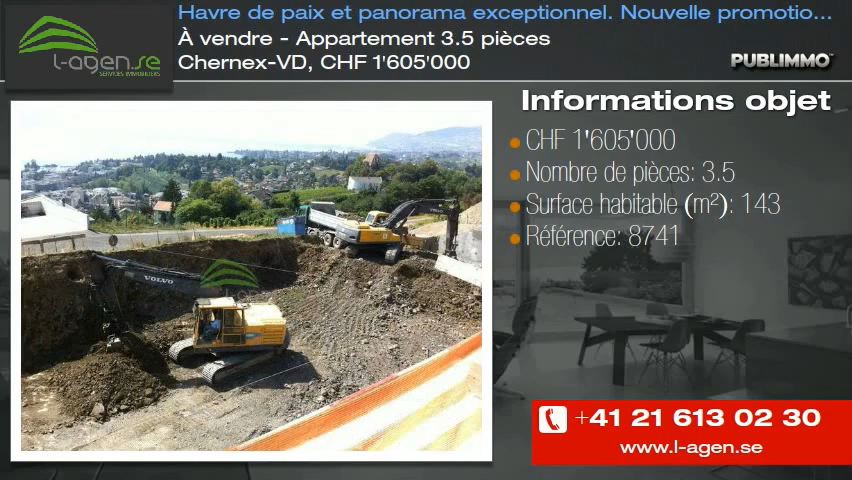 Havre de paix et panorama exceptionnel. Nouvelle promotio...
À vendre - Appartement 3.5 pièces
Chernex-VD, CHF 1'605'000
l-agen.se
SERVICES IMMOBILIERS
PUBLIMMO
Informations objet
CHF 1'605'000
Nombre de pièces: 3.5
Surface habitable (m²): 143
Référence: 8741
VOLVO
+41 21 613 02 30
www.l-agen.se